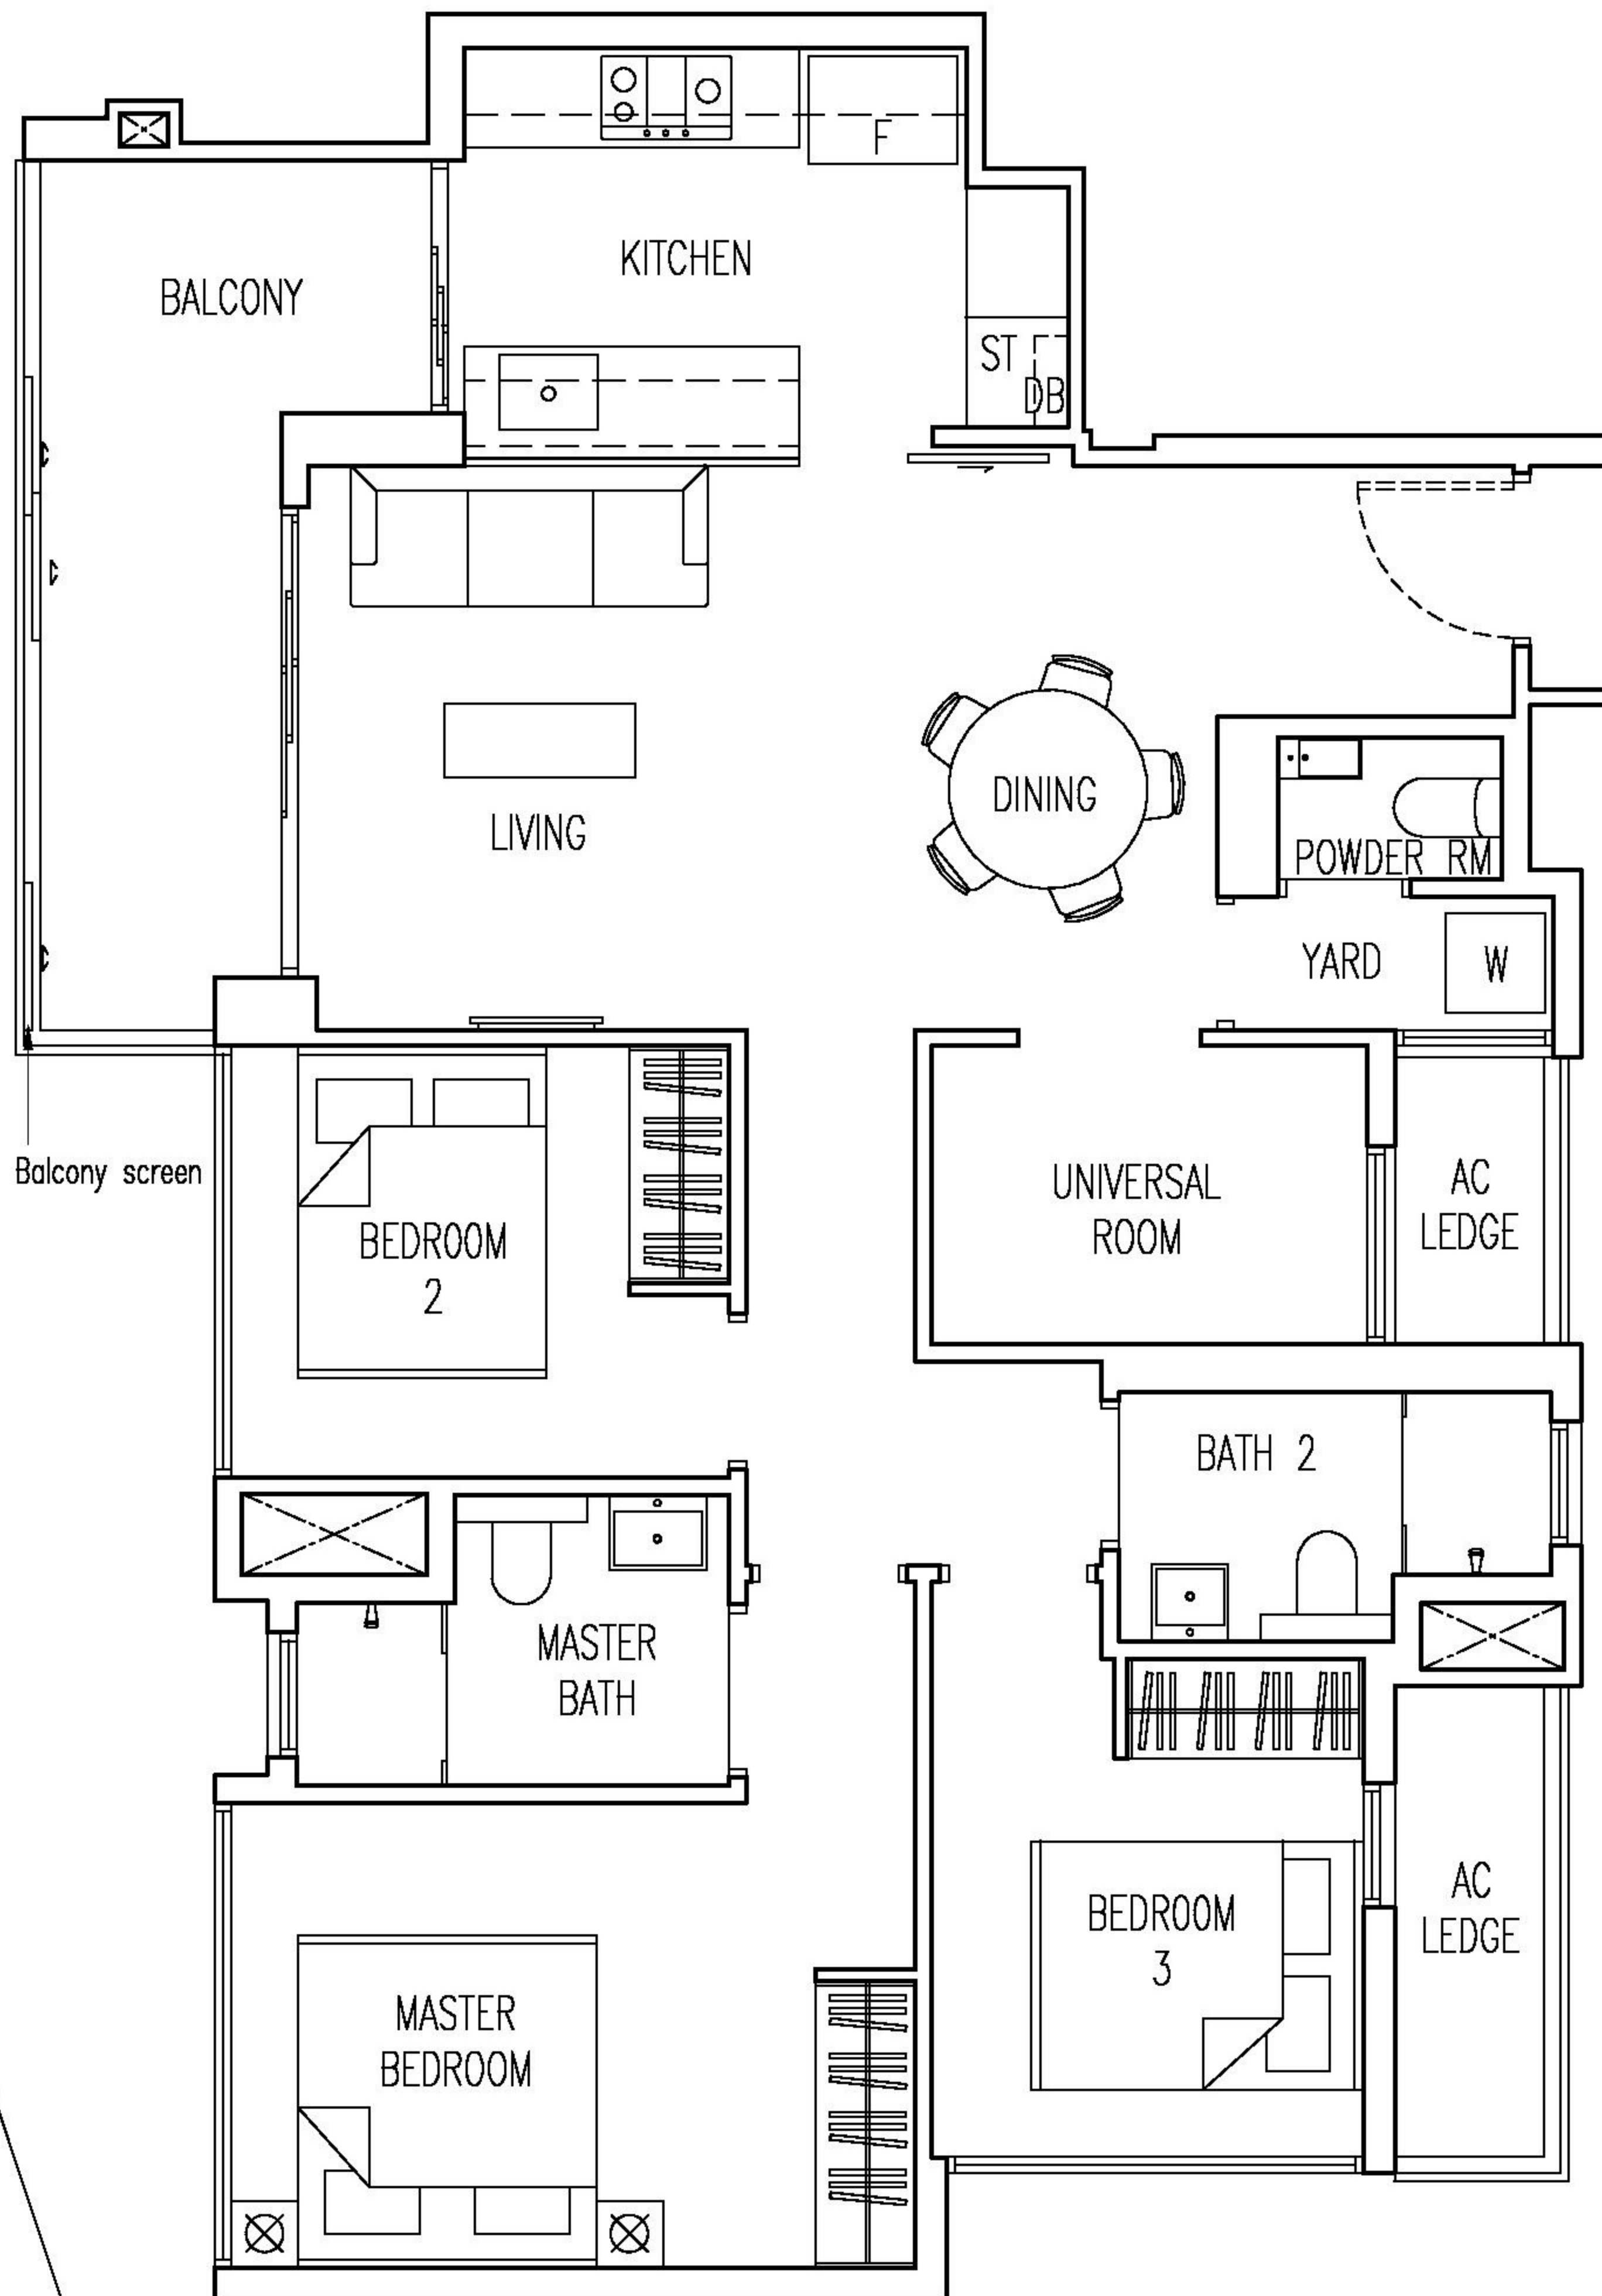 F
KITCHEN
BALCONY
ST
DB
DINING
LIVING
POWDER RM
YARD
W
Balcony screen
UNIVERSAL
ROOM
AC
LEDGE
BEDROOM
2
BATH 2
MASTER
BATH
AC
LEDGE
BEDROOM
3
MASTER
BEDROOM